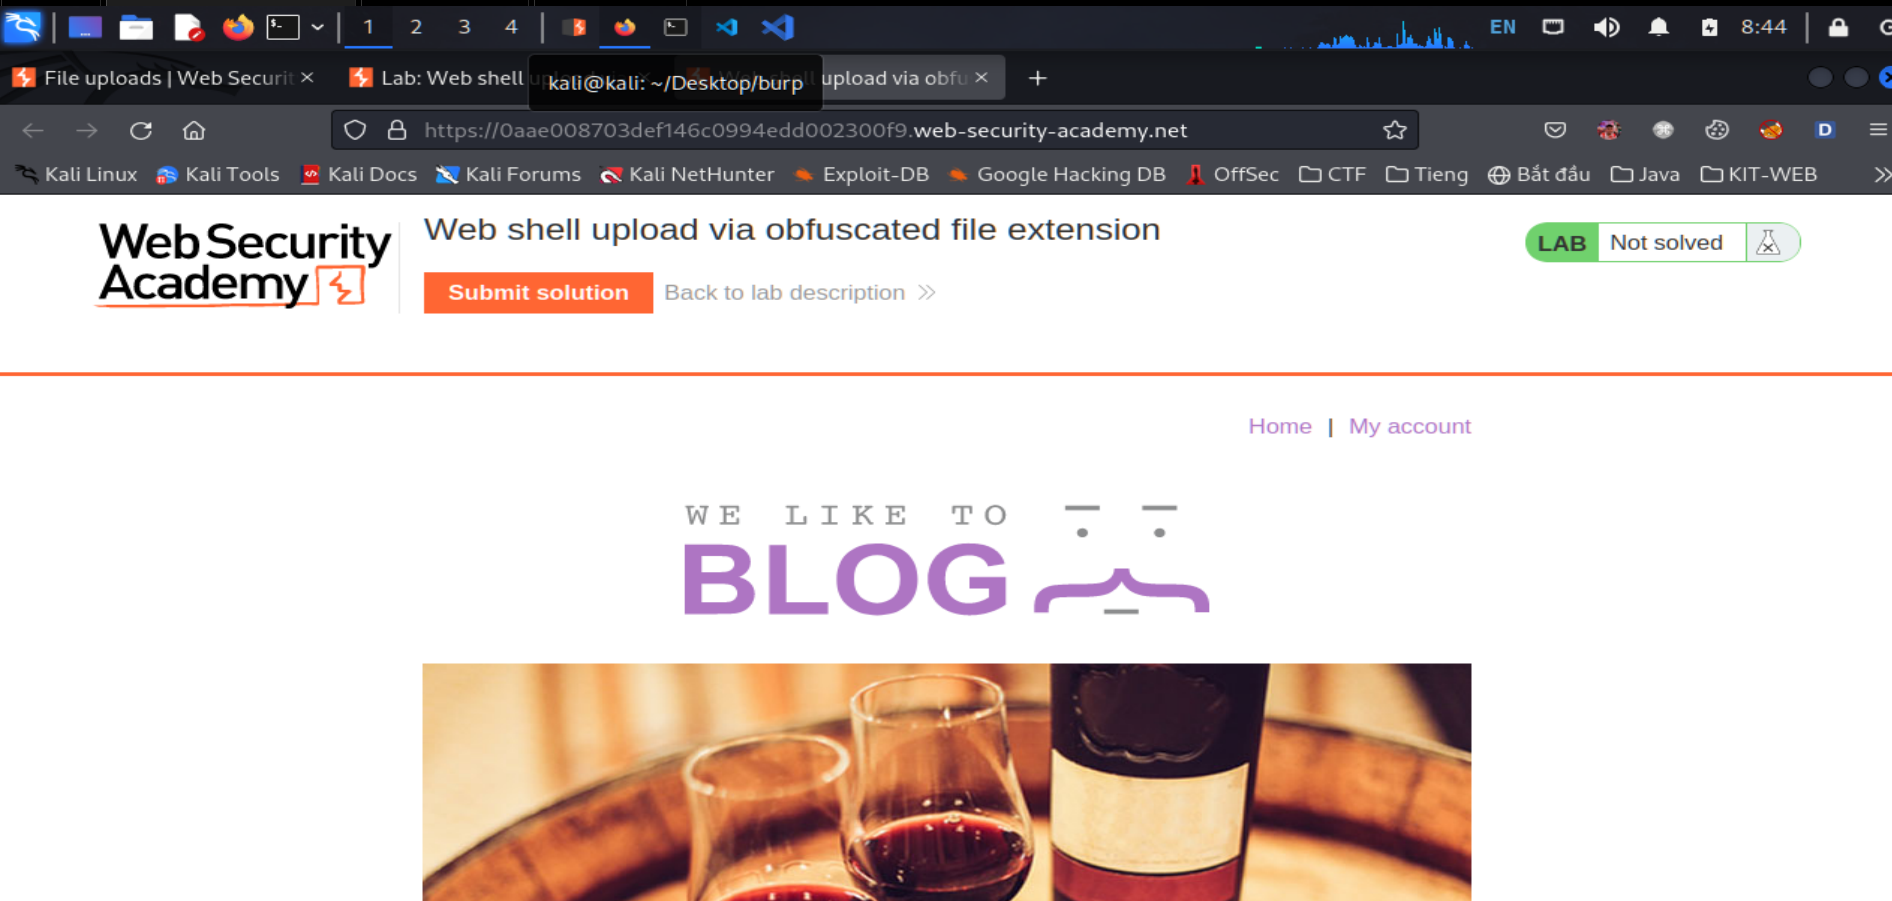 1 2 3 4 EN 8:44
File uploads | Web Securit Lab: Web shell upload via obfu
kali@kali: ~/Desktop/burp
https://0aae008703def146c0994edd002300f9.web-security-academy.net
Kali Linux Kali Tools Kali Docs Kali Forums Kali NetHunter Exploit-DB Google Hacking DB OffSec CTF Tieng Bắt đầu Java KIT-WEB
Web Security
Academy
Web shell upload via obfuscated file extension
Submit solution Back to lab description
LAB Not solved
Home | My account
WE LIKE TO
BLOG